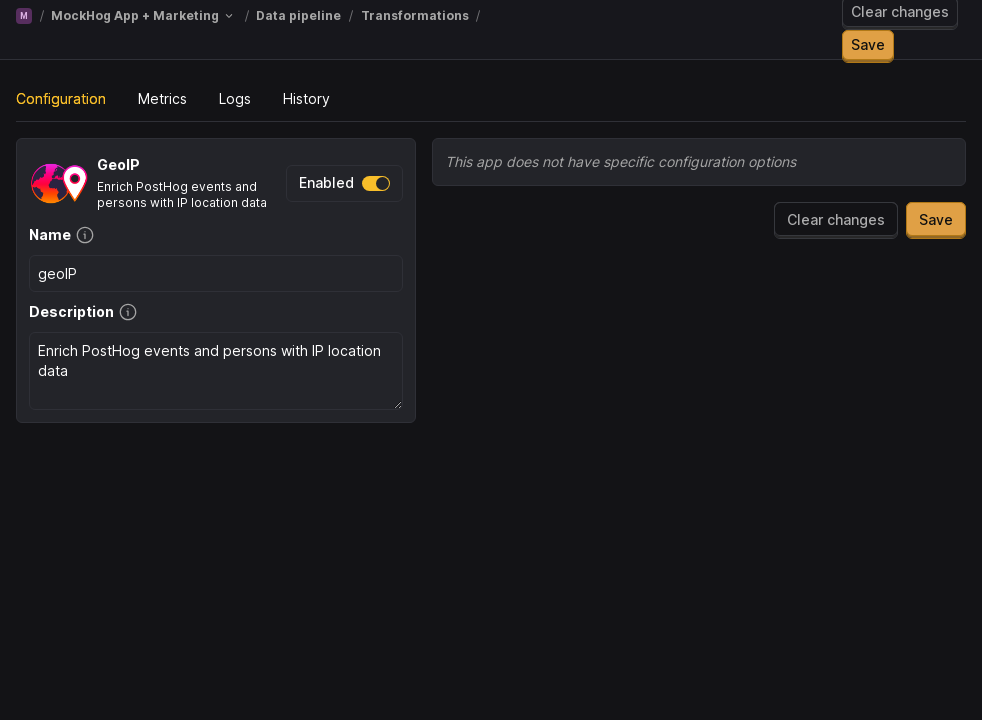 M / MockHog App + Marketing / Data pipeline / Transformations /
Clear changes
Save
Configuration Metrics Logs History
GeoIP
Enrich PostHog events and
persons with IP location data
Enabled
Name
geoIP
Description
Enrich PostHog events and persons with IP location
data
This app does not have specific configuration options
Clear changes Save